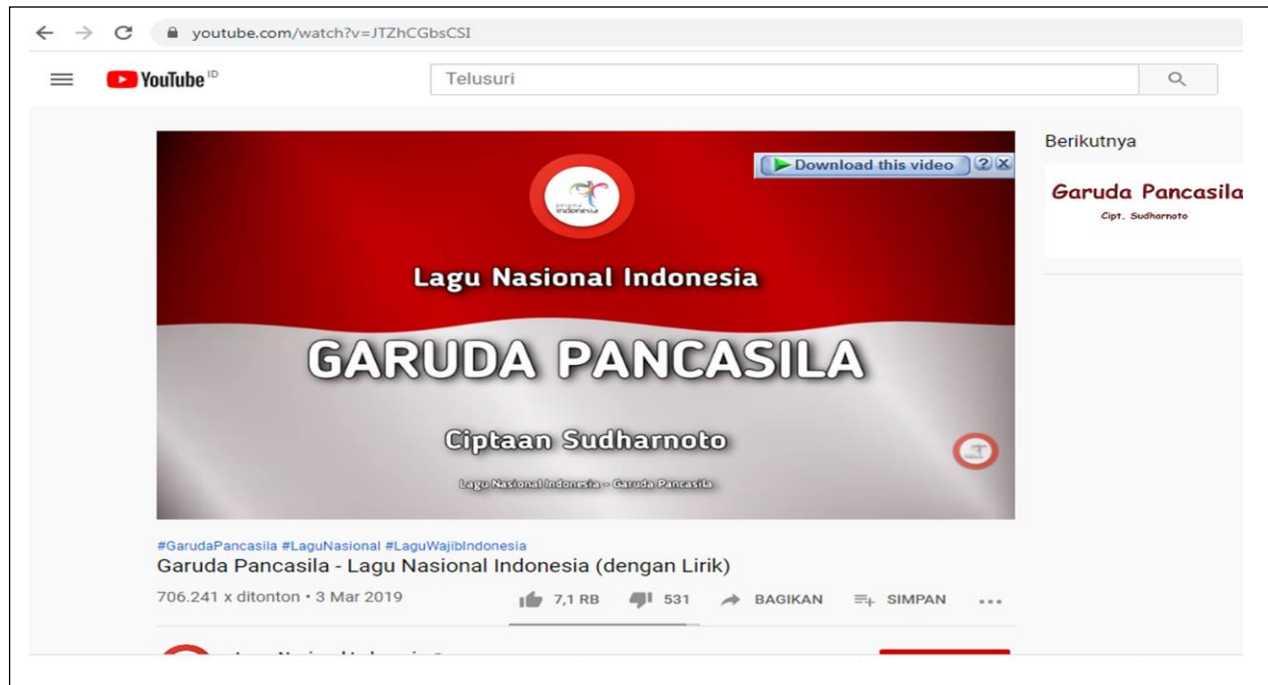 youtube.com/watch?v=JTZhCGbsCSI
YouTube ID
Telusuri
Download this video
indonesia
Lagu Nasional Indonesia
GARUDA PANCASILA
Ciptaan Sudharnoto
Lagu Nasional Indonesia - Garuda Pancasila
Berikutnya
Garuda Pancasila
Cipt. Sudharnoto
#GarudaPancasila #LaguNasional #LaguWajibIndonesia
Garuda Pancasila - Lagu Nasional Indonesia (dengan Lirik)
706.241 x ditonton • 3 Mar 2019
7,1 RB 531 BAGIKAN SIMPAN